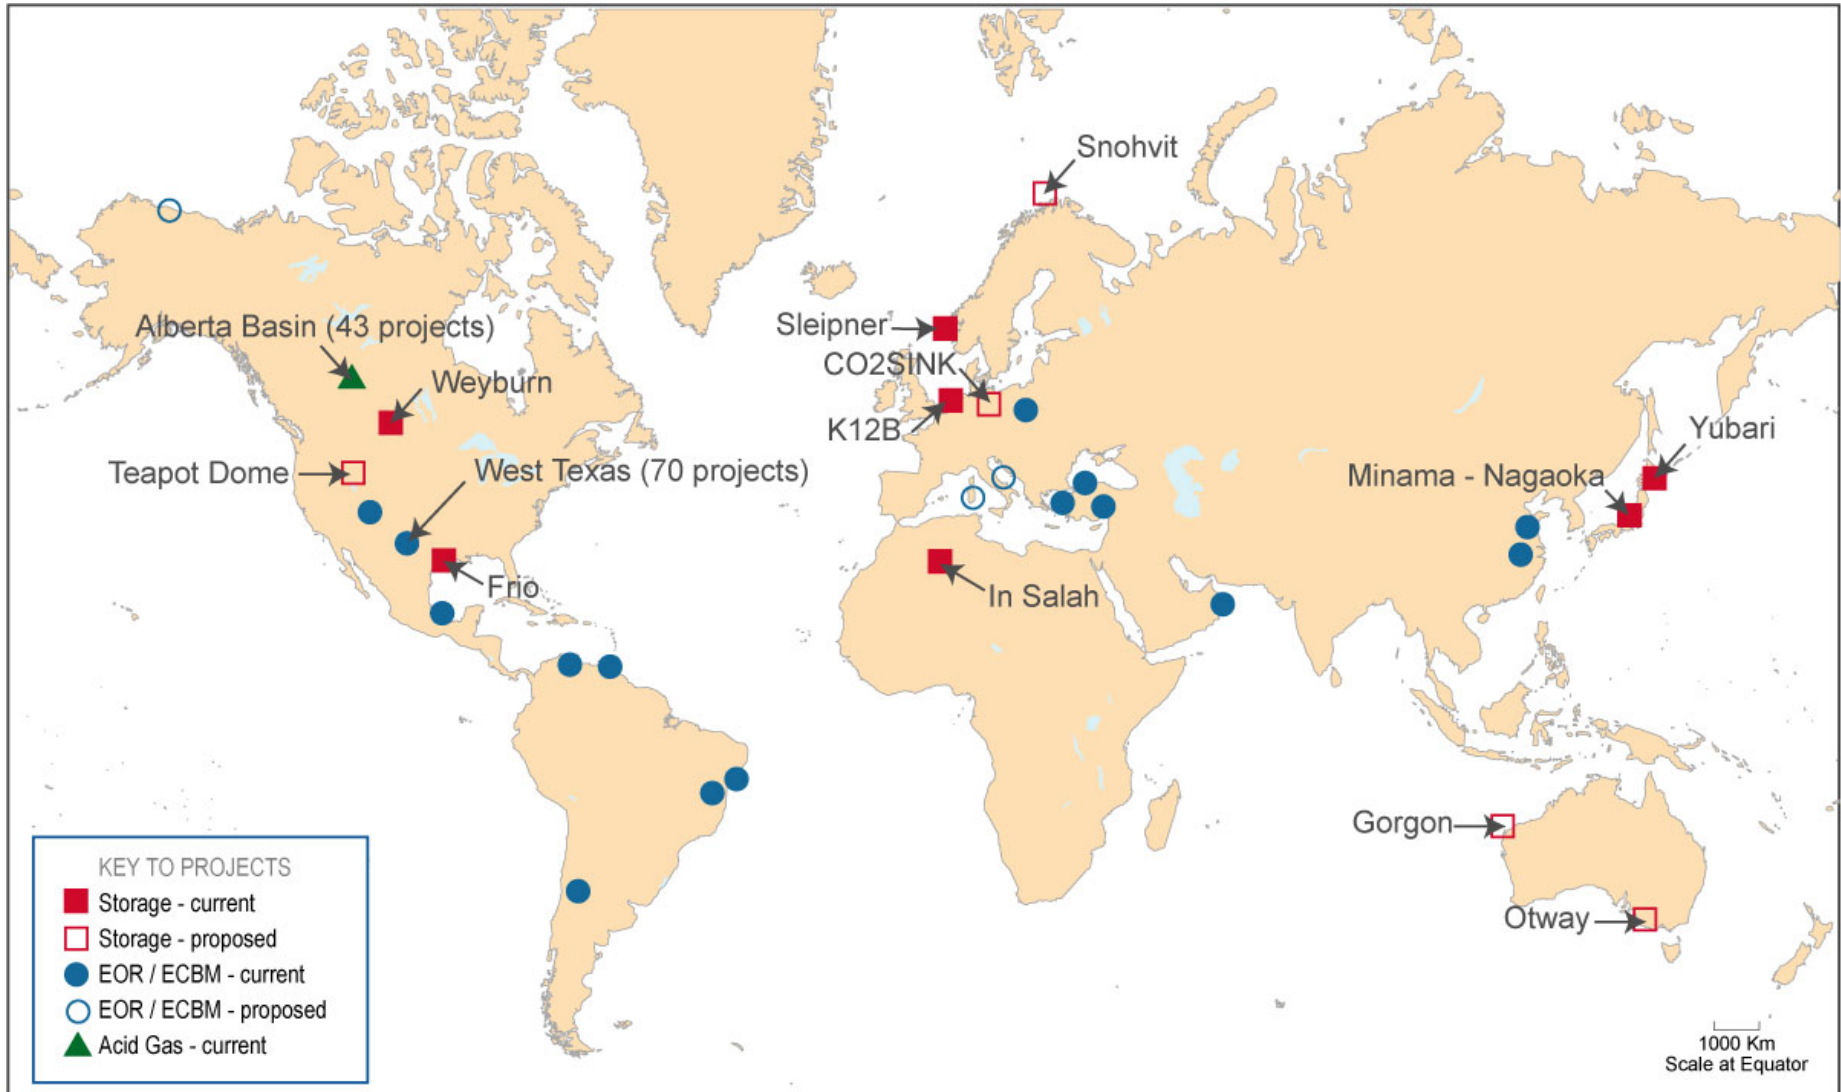 Snohvit
Alberta Basin (43 projects)
Sleipner
CO2SINK
Weyburn
K12B
Yubari
Teapot Dome
West Texas (70 projects)
Minama - Nagaoka
Frio
In Salah
Gorgon
Otway
KEY TO PROJECTS
Storage - current
Storage - proposed
EOR / ECBM - current
EOR / ECBM - proposed
Acid Gas - current
1000 Km
Scale at Equator